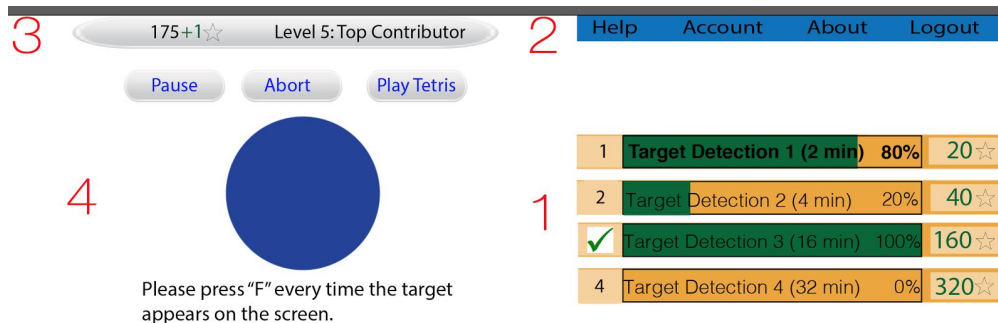 3
175+1☆ Level 5: Top Contributor
2
Help Account About Logout
Pause Abort Play Tetris
4
Please press "F" every time the target
appears on the screen.
1
1 Target Detection 1 (2 min) 80% 20☆
2 Target Detection 2 (4 min) 20% 40☆
✓ Target Detection 3 (16 min) 100% 160☆
4 Target Detection 4 (32 min) 0% 320☆